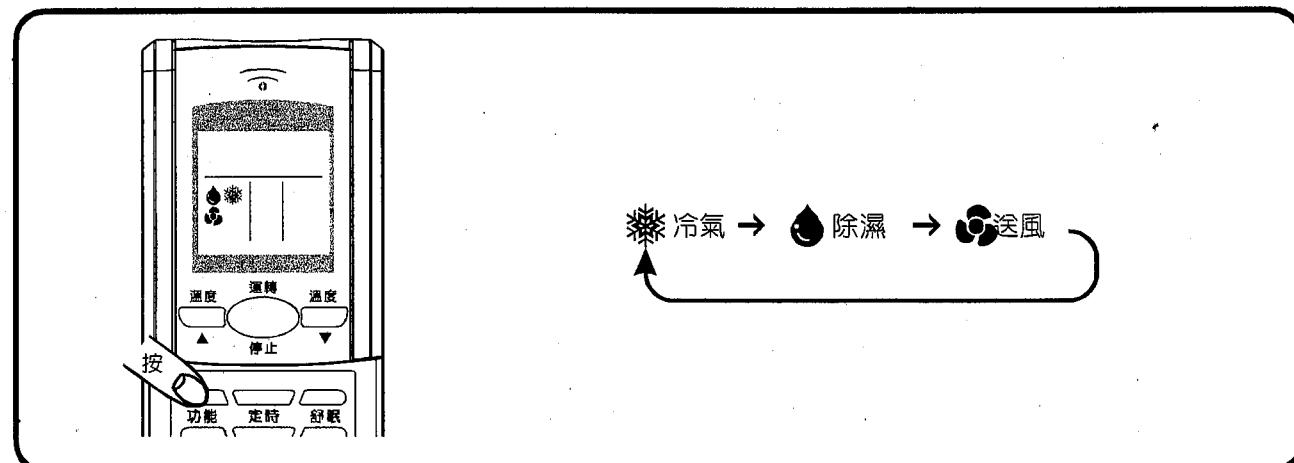 冷氣 → 除濕 → 送風
溫度 運轉 溫度
▲ 停止 ▼
按
功能 定時 舒眠